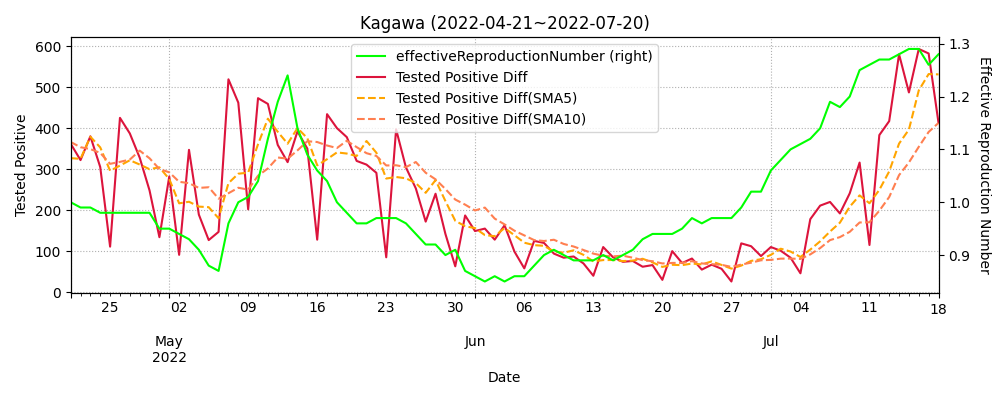 Kagawa (2022-04-21~2022-07-20)
effectiveReproductionNumber (right)
Tested Positive Diff
Tested Positive Diff(SMA5)
Tested Positive Diff(SMA10)
Tested Positive
600
500
400
300
200
100
0
1.3
1.2
1.1
1.0
0.9
Effective Reproduction Number
25 02 09 16 23 30 06 13 20 27 04 11 18
May Jun Jul
2022
Date